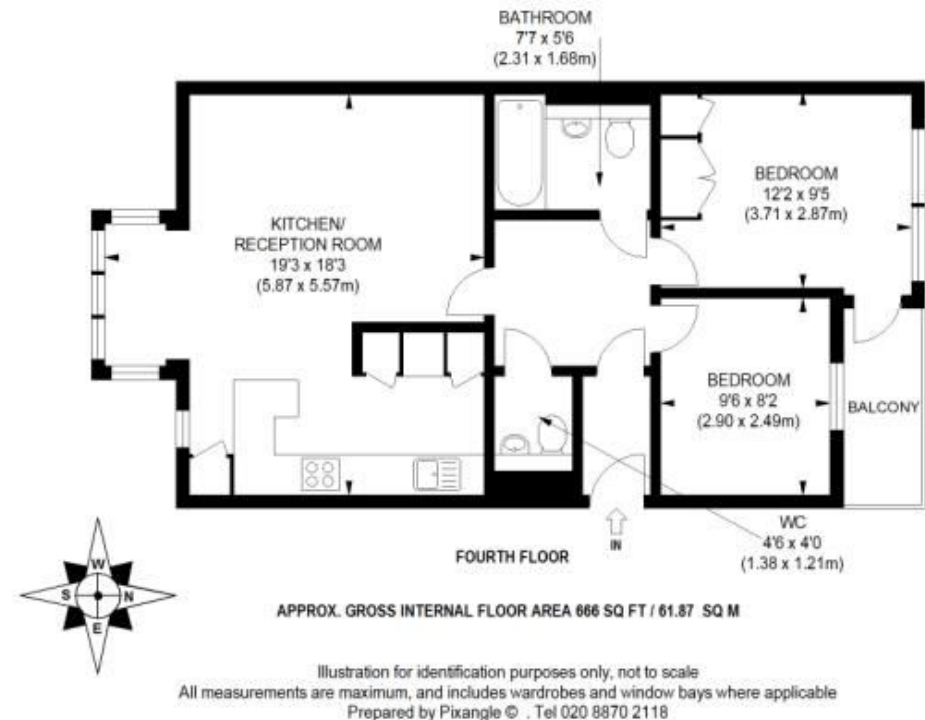 BATHROOM
7'7 x 5'6
(2.31 x 1.68m)
KITCHEN/
RECEPTION ROOM
19'3 x 18'3
(5.87 x 5.57m)
BEDROOM
12'2 x 9'5
(3.71 x 2.87m)
BEDROOM
9'6 x 8'2
(2.90 x 2.49m)
BALCONY
WC
4'6 x 4'0
(1.38 x 1.21m)
IN
FOURTH FLOOR
W
S
N
E
APPROX. GROSS INTERNAL FLOOR AREA 666 SQ FT / 61.87 SQ M
Illustration for identification purposes only, not to scale
All measurements are maximum, and includes wardrobes and window bays where applicable
Prepared by Pixangle © . Tel 020 8870 2118